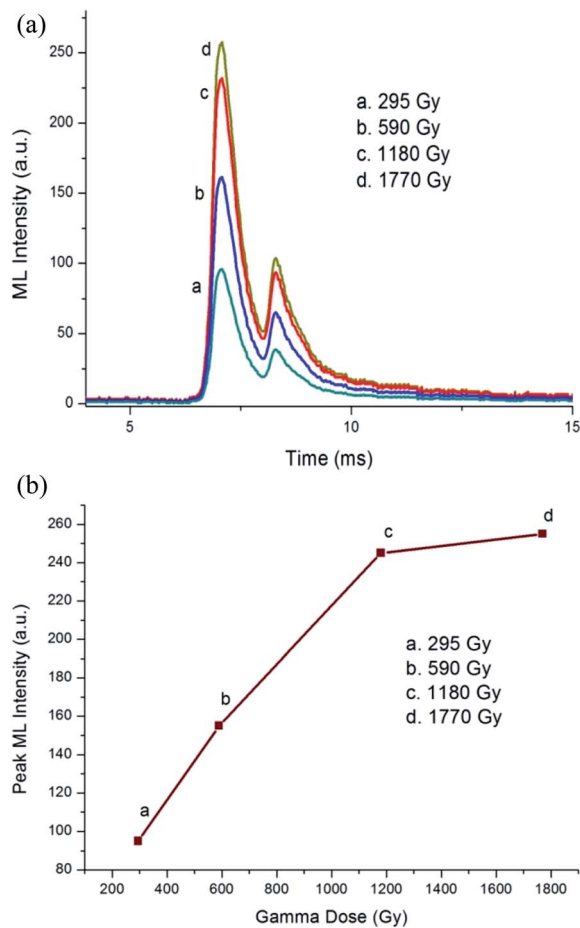 (a)
ML Intensity (a.u.)
250
200
150
100
50
0
d
c
b
a
a. 295 Gy
b. 590 Gy
c. 1180 Gy
d. 1770 Gy
5
10
15
Time (ms)
(b)
Peak ML Intensity (a.u.)
260
240
220
200
180
160
140
120
100
80
a
b
c
d
a. 295 Gy
b. 590 Gy
c. 1180 Gy
d. 1770 Gy
200 400 600 800 1000 1200 1400 1600 1800
Gamma Dose (Gy)